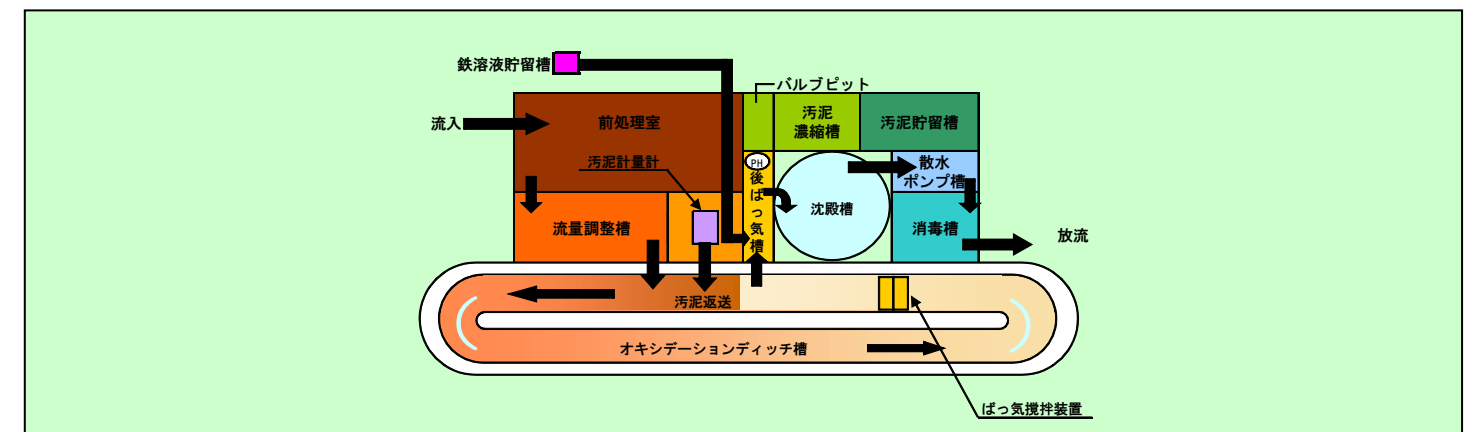 鉄溶液貯留槽
バルブピット
流入
前処理室
汚泥
濃縮槽
汚泥貯留槽
汚泥計量計
PH
後ばっ気槽
散水
ポンプ槽
沈殿槽
流量調整槽
消毒槽
放流
汚泥返送
オキシデーションディッチ槽
ばっ気撹拌装置